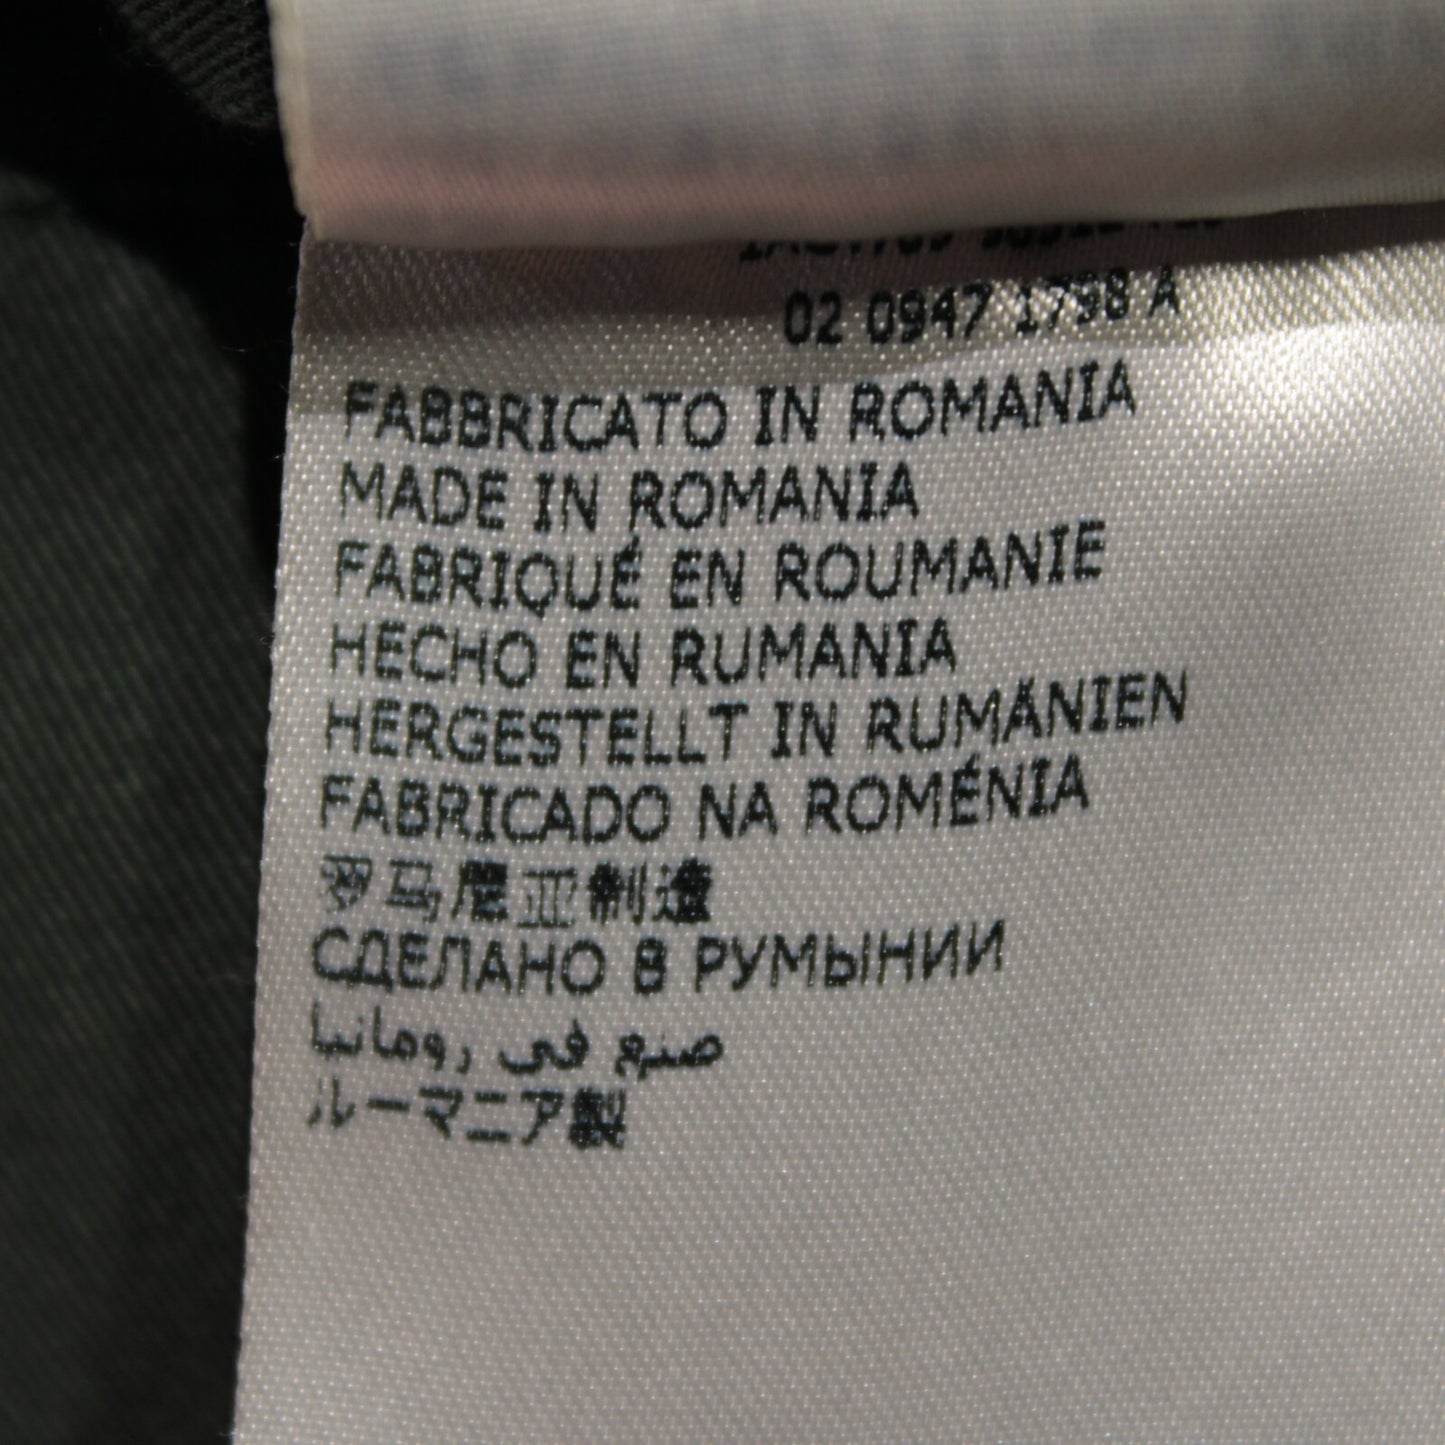 02 0947 1798 A
FABBRICATO IN ROMANIA
MADE IN ROMANIA
FABRIQUÉ EN ROUMANIE
HECHO EN RUMANIA
HERGESTELLT IN RUMÄNIEN
FABRICADO NA ROMÉNIA
罗马尼亚制造
СДЕЛАНО В РУМЫНИИ
صنع في رومانيا
ルーマニア製